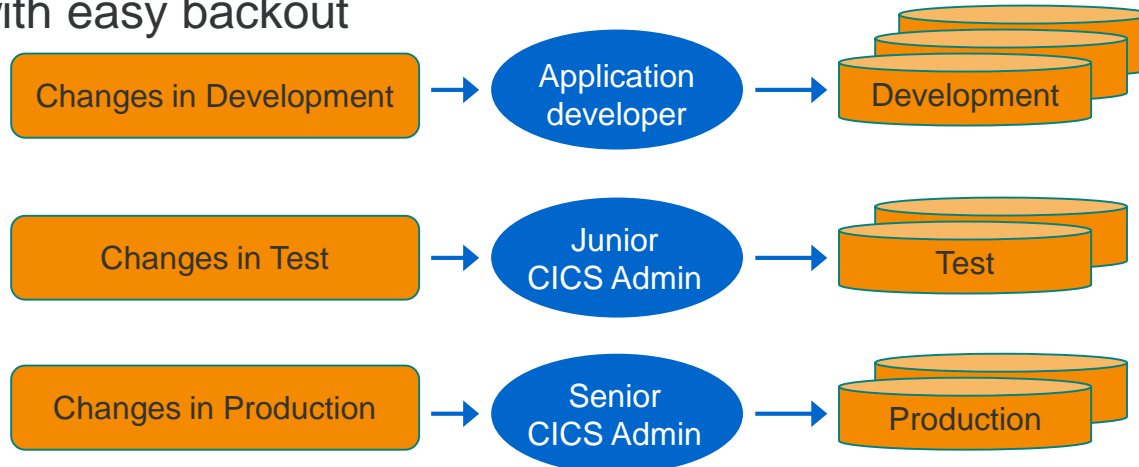 with easy backout
Changes in Development
Application
developer
Development
Changes in Test
Junior
CICS Admin
Test
Changes in Production
Senior
CICS Admin
Production